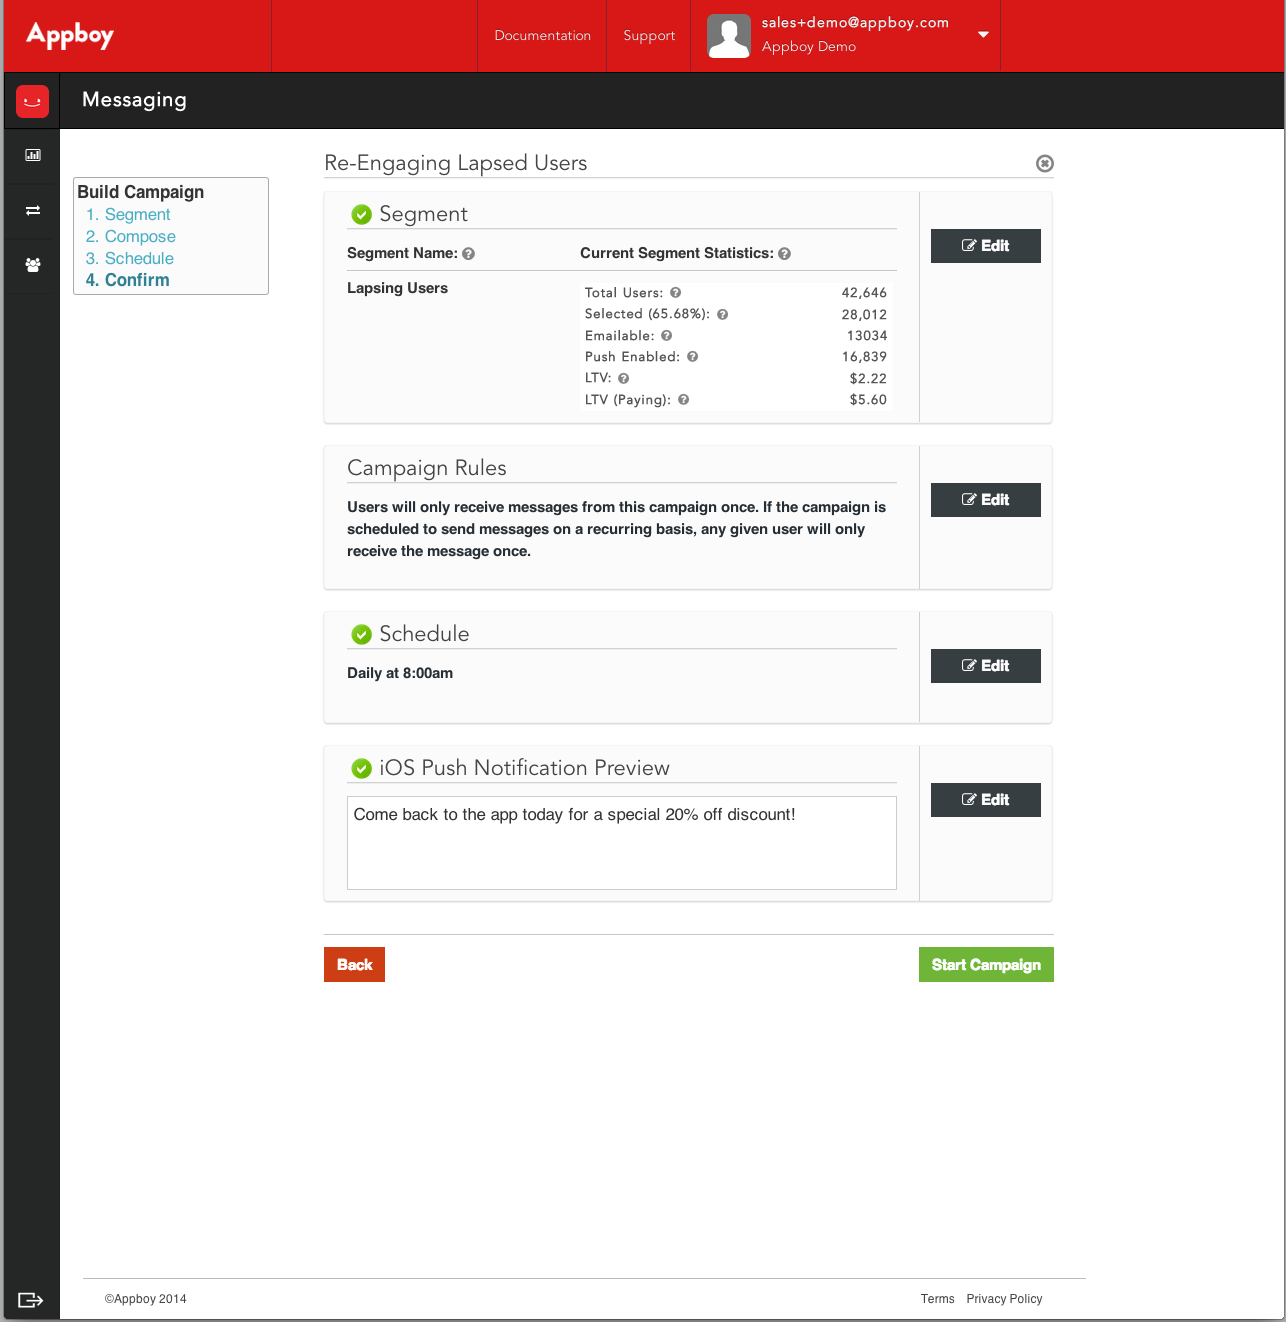 Appboy
Documentation
Support
sales+demo@appboy.com
Appboy Demo
Messaging
Build Campaign
1. Segment
2. Compose
3. Schedule
4. Confirm
Re-Engaging Lapsed Users
Segment
Edit
Segment Name:
Current Segment Statistics:
Lapsing Users
Total Users: 42,646
Selected (65.68%): 28,012
Emailable: 13034
Push Enabled: 16,839
LTV: $2.22
LTV (Paying): $5.60
Campaign Rules
Edit
Users will only receive messages from this campaign once. If the campaign is
scheduled to send messages on a recurring basis, any given user will only
receive the message once.
Schedule
Edit
Daily at 8:00am
iOS Push Notification Preview
Edit
Come back to the app today for a special 20% off discount!
Back
Start Campaign
©Appboy 2014
Terms Privacy Policy